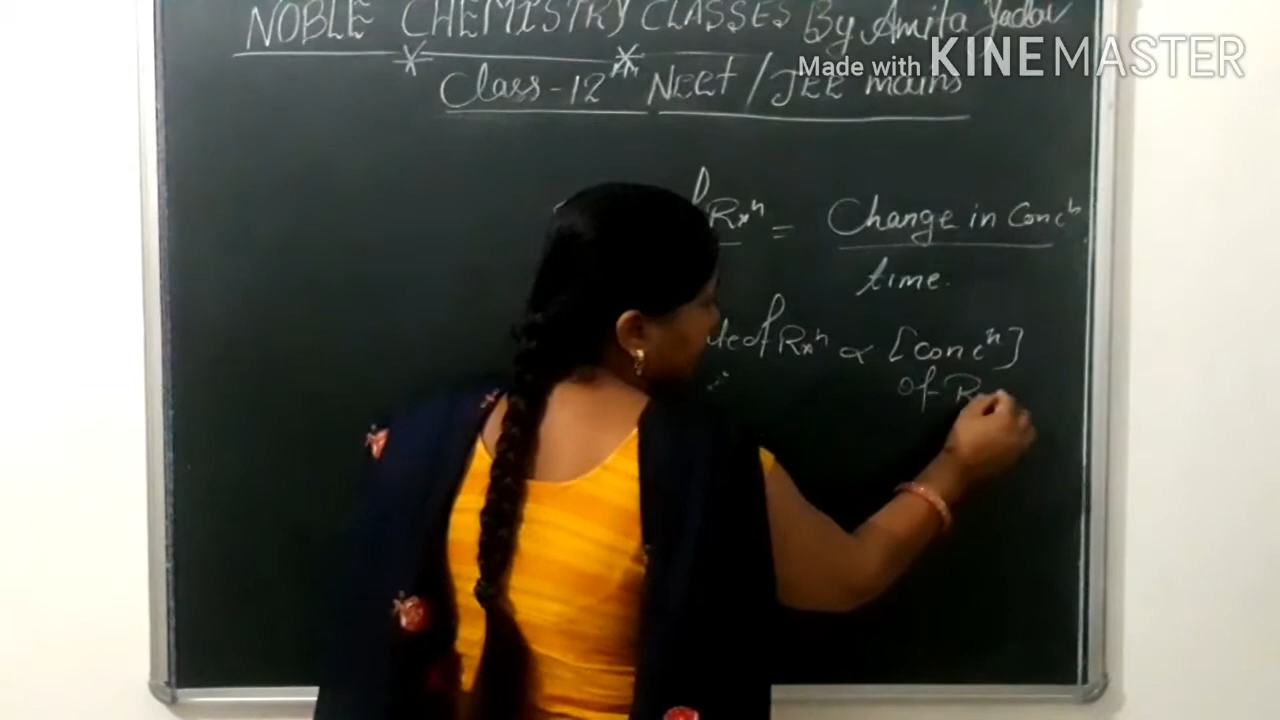 NOBLE CHEMISTRY CLASSES By Amita Yadav
Made with KINEMASTER
Class-12th NEET / JEE mains
Rxn = Change in Concn
time.
of Rxn ∝ [Concn]
of R